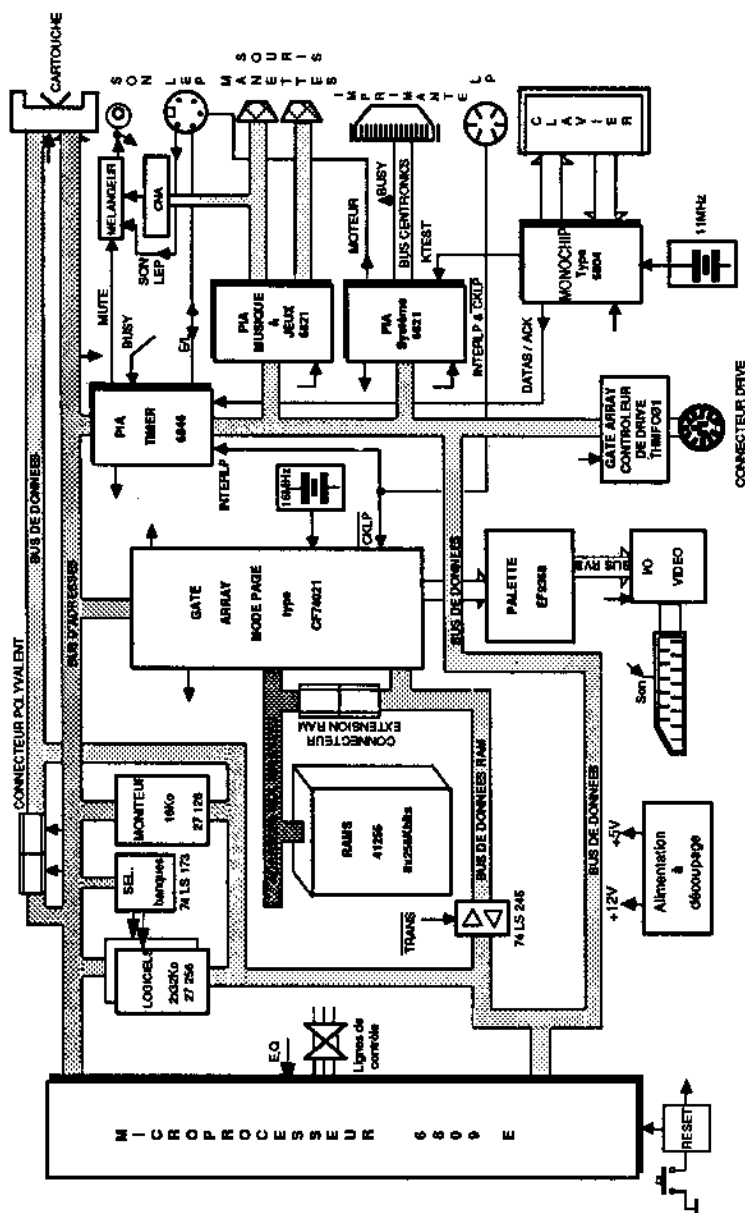 CARTOUCHE
SON
LEP
SOURIS
MANETTES
IMPRIMANTE
LP
CLAVIER
11MHz
MELANGEUR
CNA
SON
LEP
MUTE
BUSY
E/L
MOTEUR
BUSY
BUS CENTRONICS
KTEST
MONOCHIP
Type
6804
PIA
MUSIQUE
&
JEUX
6821
PIA
Système
6821
INTERLP & CKLP
DATAS / ACK
PIA
TIMER
6846
INTERLP
GATE ARRAY
CONTROLEUR
DE DRIVE
THMFC01
CONNECTEUR DRIVE
BUS DE DONNEES
BUS D'ADRESSES
CONNECTEUR POLYVALENT
16MHz
CKLP
GATE
ARRAY
MODE PAGE
type
CF74021
BUS DE DONNEES
PALETTE
EF9369
BUS RVB
I/O
VIDEO
Son
CONNECTEUR
EXTENSION RAM
MONITEUR
16Ko
27 128
SEL.
banques
74 LS 173
LOGICIELS
2x32Ko
27 256
RAMS
41256
8x256Kbits
BUS DE DONNEES RAM
BUS DE DONNEES
TRANS
74 LS 245
+12V
+5V
Alimentation
à
découpage
E,Q
Lignes de
contrôle
MICROPROCESSEUR 6809 E
RESET